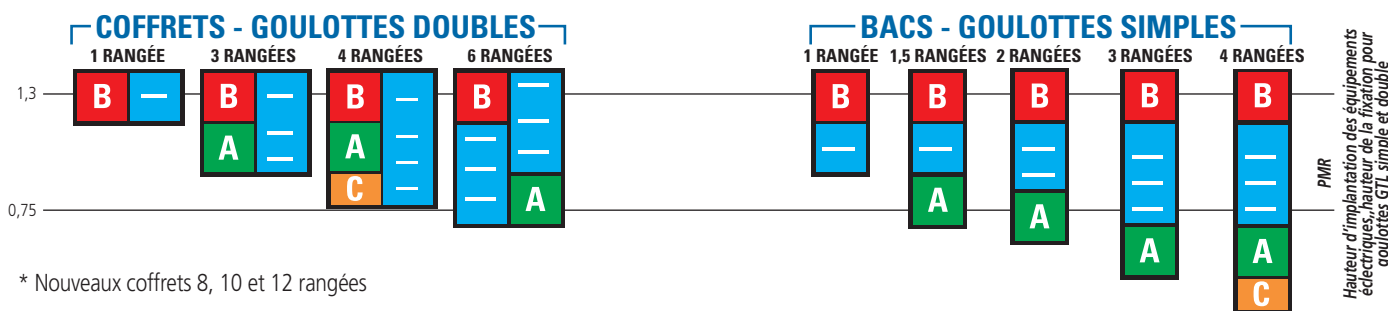 COFFRETS - GOULOTTES DOUBLES
1 RANGÉE 3 RANGÉES 4 RANGÉES 6 RANGÉES
BACS - GOULOTTES SIMPLES
1 RANGÉE 1,5 RANGÉES 2 RANGÉES 3 RANGÉES 4 RANGÉES
1,3
B B B B B B B B B
A A
C
A
A A A A
C
0,75
* Nouveaux coffrets 8, 10 et 12 rangées
PMR
Hauteur d'implantation des équipements
éclectriques,,hauteur de la fixation pour
goulottes GTL simple et double